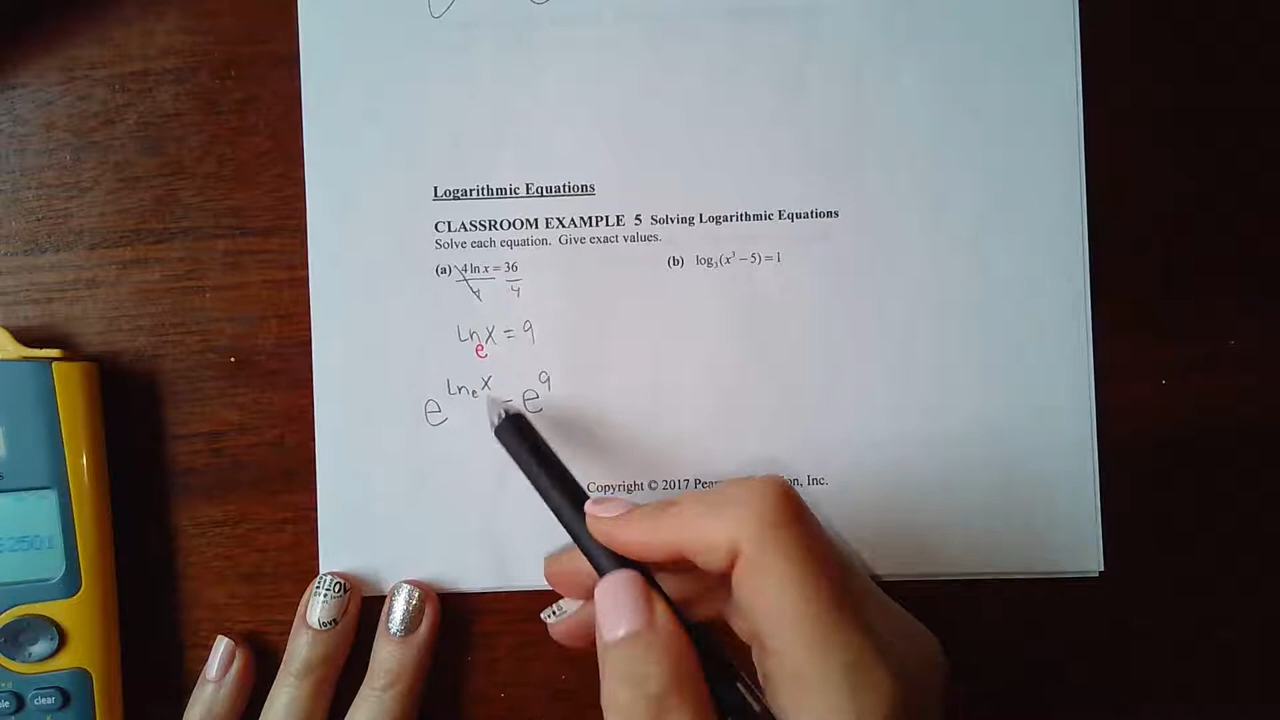 Logarithmic Equations
CLASSROOM EXAMPLE 5 Solving Logarithmic Equations
Solve each equation. Give exact values.
(a) 4 ln x = 36
4 4
(b) log₃(x³ − 5) = 1
Ln x = 9
e
e^(Ln_e x) = e^9
Copyright © 2017 Inc.
clear